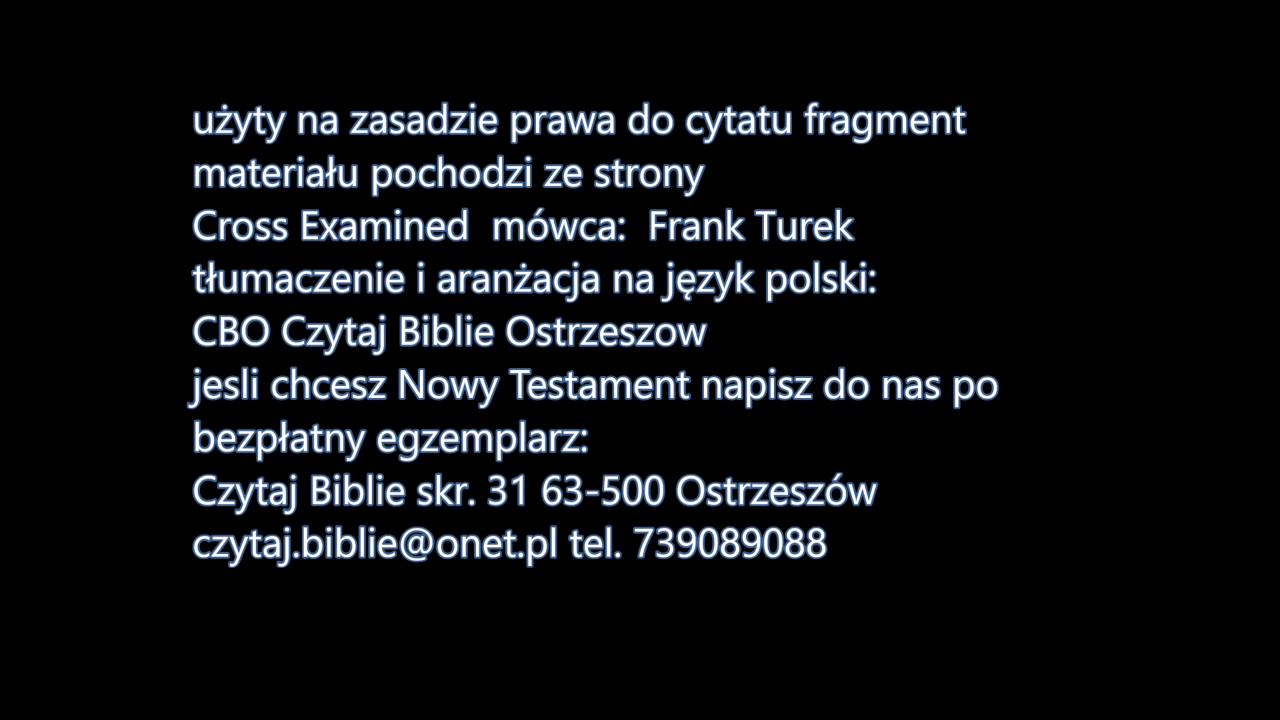 użyty na zasadzie prawa do cytatu fragment
materiału pochodzi ze strony
Cross Examined  mówca:  Frank Turek
tłumaczenie i aranżacja na język polski:
CBO Czytaj Biblie Ostrzeszow
jesli chcesz Nowy Testament napisz do nas po
bezpłatny egzemplarz:
Czytaj Biblie skr. 31 63-500 Ostrzeszów
czytaj.biblie@onet.pl tel. 739089088